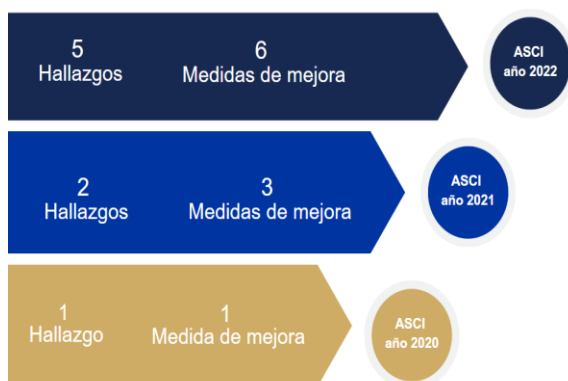 5
Hallazgos
6
Medidas de mejora
ASCI
año 2022
2
Hallazgos
3
Medidas de mejora
ASCI
año 2021
1
Hallazgo
1
Medida de mejora
ASCI
año 2020